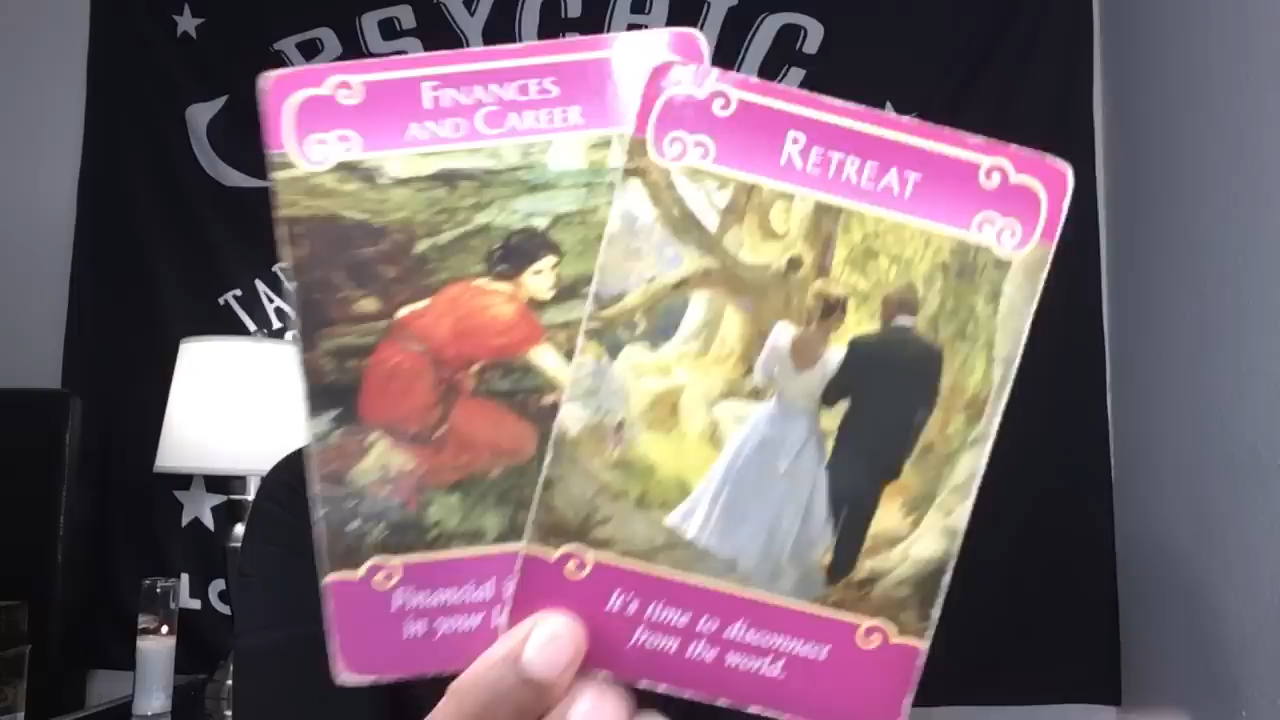 PSYCHIC
FINANCES
AND CAREER
RETREAT
TA
LO
Financial
in your
It's time to disconnect
from the world.